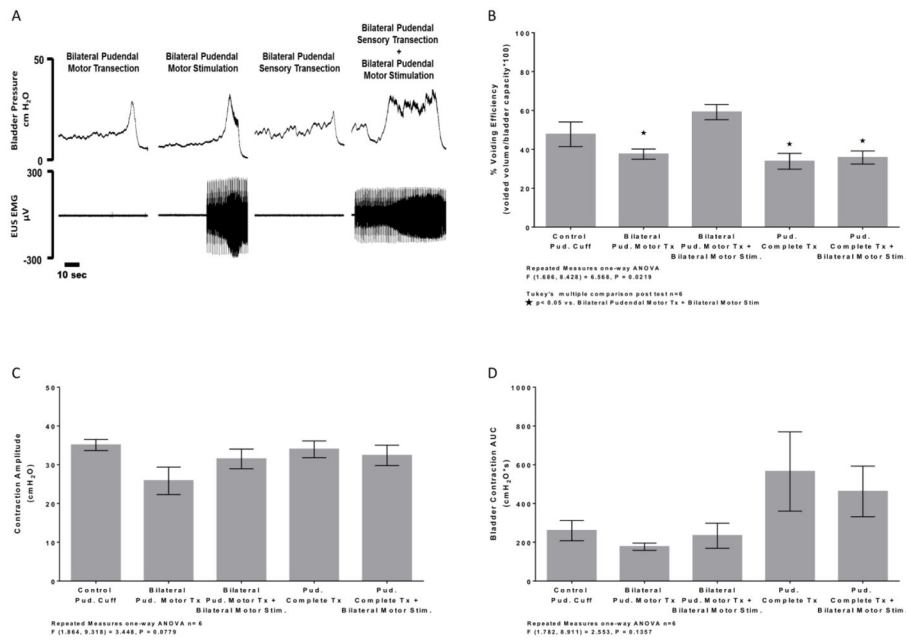 A
Bilateral Pudendal
Motor Transection
Bilateral Pudendal
Motor Stimulation
Bilateral Pudendal
Sensory Transection
Bilateral Pudendal
Sensory Transection
+
Bilateral Pudendal
Motor Stimulation
Bladder Pressure
cm H₂O
50
0
EUS EMG
µV
300
-300
10 sec
B
% Voiding Efficiency
(voided volume/bladder capacity*100)
100
80
60
40
20
0
★
★
★
Control
Pud. Cuff
Bilateral
Pud. Motor Tx
Bilateral
Pud. Motor Tx +
Bilateral Motor Stim.
Pud.
Complete Tx
Pud.
Complete Tx +
Bilateral Motor Stim.
Repeated Measures one-way ANOVA
F (1.686, 8.428) = 6.568, P = 0.0219
Tukey's multiple comparison post test n=6
★ p< 0.05 vs. Bilateral Pudendal Motor Tx + Bilateral Motor Stim
C
Contraction Amplitude
(cmH₂O)
50
40
30
20
10
0
Control
Pud. Cuff
Bilateral
Pud. Motor Tx
Bilateral
Pud. Motor Tx +
Bilateral Motor Stim.
Pud.
Complete Tx
Pud.
Complete Tx +
Bilateral Motor Stim.
Repeated Measures one-way ANOVA n= 6
F (1.864, 9.318) = 3.448, P = 0.0779
D
Bladder Contraction AUC
(cmH₂O*s)
1000
800
600
400
200
0
Control
Pud. Cuff
Bilateral
Pud. Motor Tx
Bilateral
Pud. Motor Tx +
Bilateral Motor Stim.
Pud.
Complete Tx
Pud.
Complete Tx +
Bilateral Motor Stim.
Repeated Measures one-way ANOVA n=6
F (1.782, 8.911) = 2.553, P = 0.1357